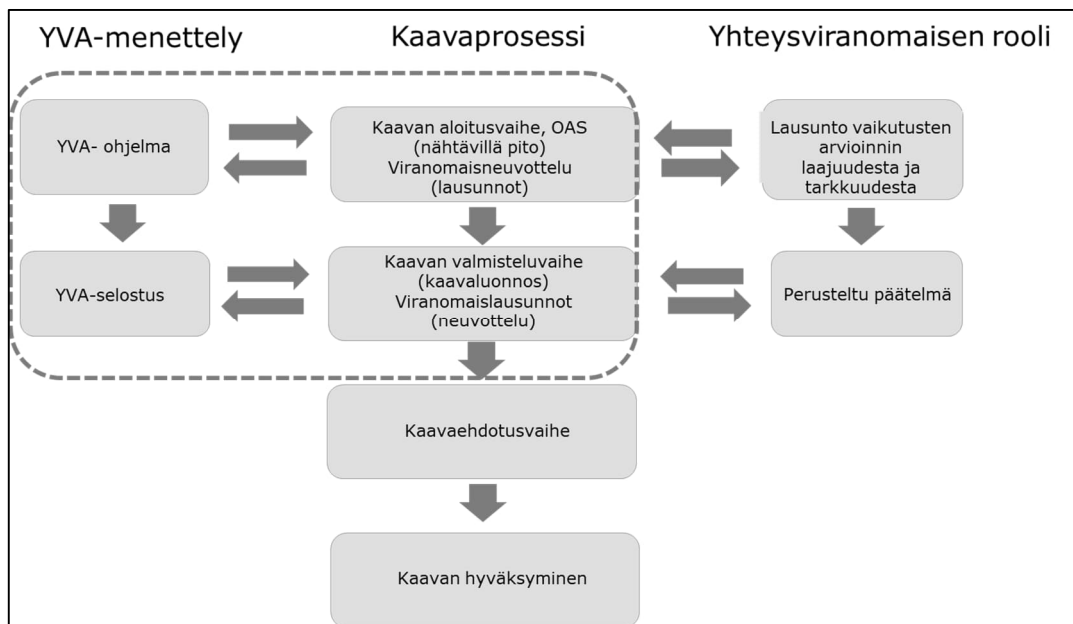 YVA-menettely
Kaavaprosessi
Yhteysviranomaisen rooli
YVA- ohjelma
Kaavan aloitusvaihe, OAS
(nähtävillä pito)
Viranomaisneuvottelu
(lausunnot)
Lausunto vaikutusten
arvioinnin
laajuudesta ja
tarkkuudesta
YVA-selostus
Kaavan valmisteluvaihe
(kaavaluonnos)
Viranomaislausunnot
(neuvottelu)
Perusteltu päätelmä
Kaavaehdotusvaihe
Kaavan hyväksyminen